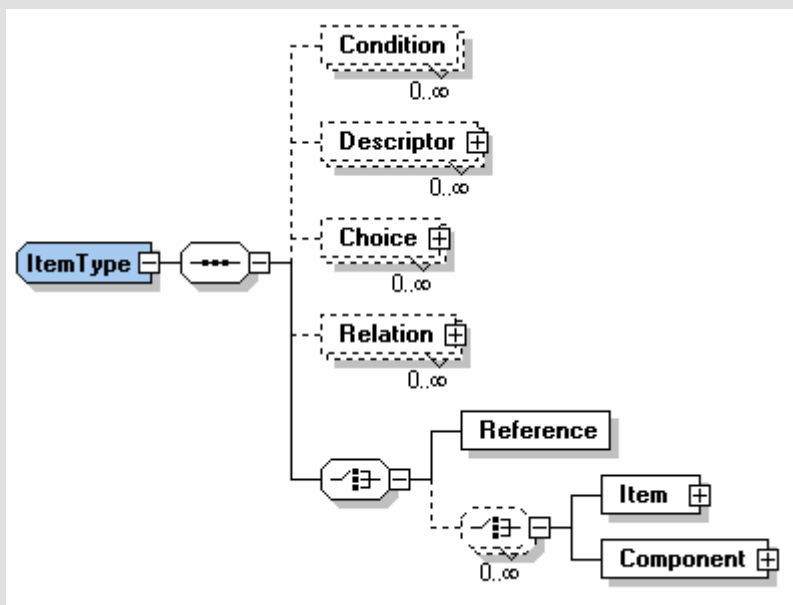 Condition
0..∞
Descriptor
0..∞
Choice
0..∞
ItemType
Relation
0..∞
Reference
Item
0..∞
Component